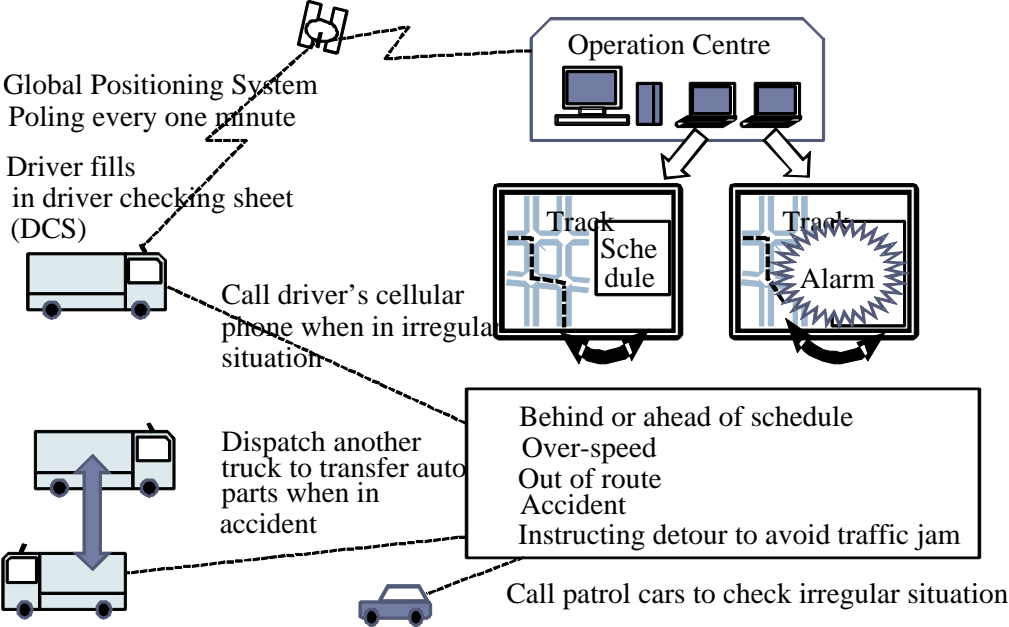 Operation Centre
Global Positioning System
Poling every one minute
Driver fills
in driver checking sheet
(DCS)
Track
Sche
dule
Track
Alarm
Call driver's cellular
phone when in irregular
situation
Behind or ahead of schedule
Over-speed
Out of route
Accident
Instructing detour to avoid traffic jam
Dispatch another
truck to transfer auto
parts when in
accident
Call patrol cars to check irregular situation